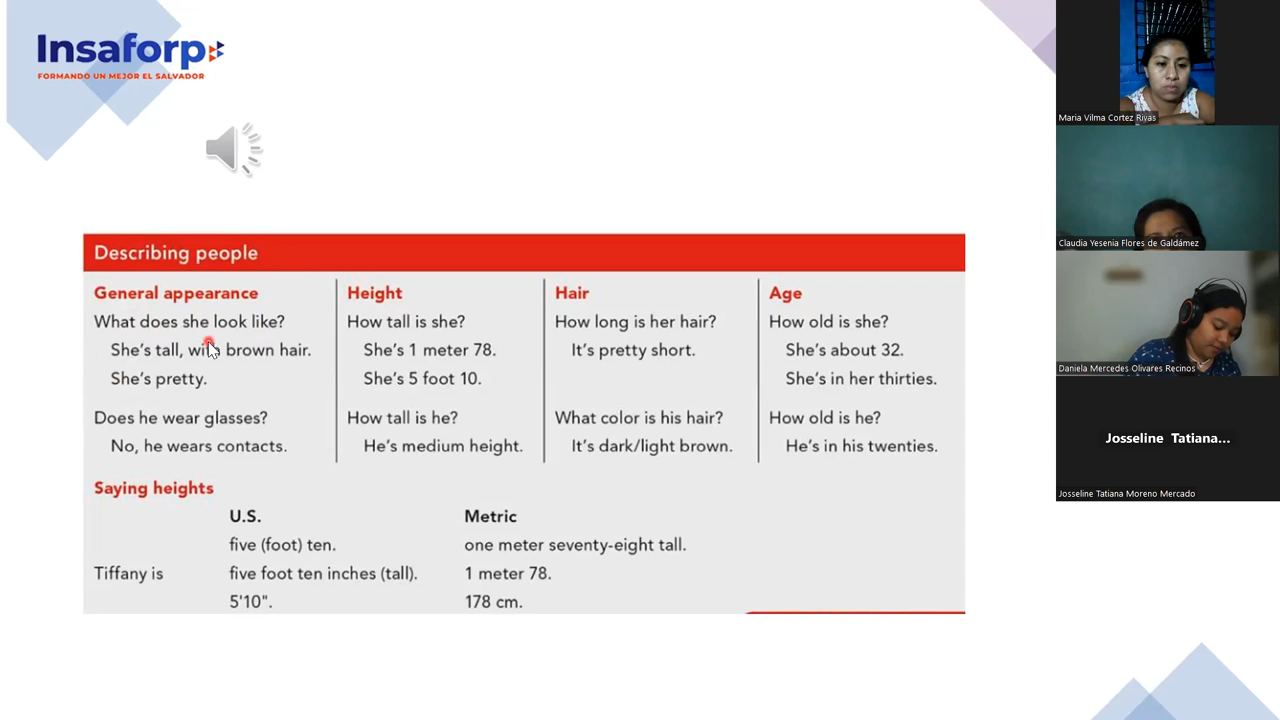 Insaforp
FORMANDO UN MEJOR EL SALVADOR
Describing people
General appearance
What does she look like?
She's tall, with brown hair.
She's pretty.
Does he wear glasses?
No, he wears contacts.
Height
How tall is she?
She's 1 meter 78.
She's 5 foot 10.
How tall is he?
He's medium height.
Hair
How long is her hair?
It's pretty short.
What color is his hair?
It's dark/light brown.
Age
How old is she?
She's about 32.
She's in her thirties.
How old is he?
He's in his twenties.
Saying heights
U.S. Metric
five (foot) ten. one meter seventy-eight tall.
Tiffany is five foot ten inches (tall). 1 meter 78.
5'10". 178 cm.
Maria Vilma Cortez Rivas
Claudia Yesenia Flores de Galdámez
Daniela Mercedes Olivares Recinos
Josseline Tatiana...
Josseline Tatiana Moreno Mercado